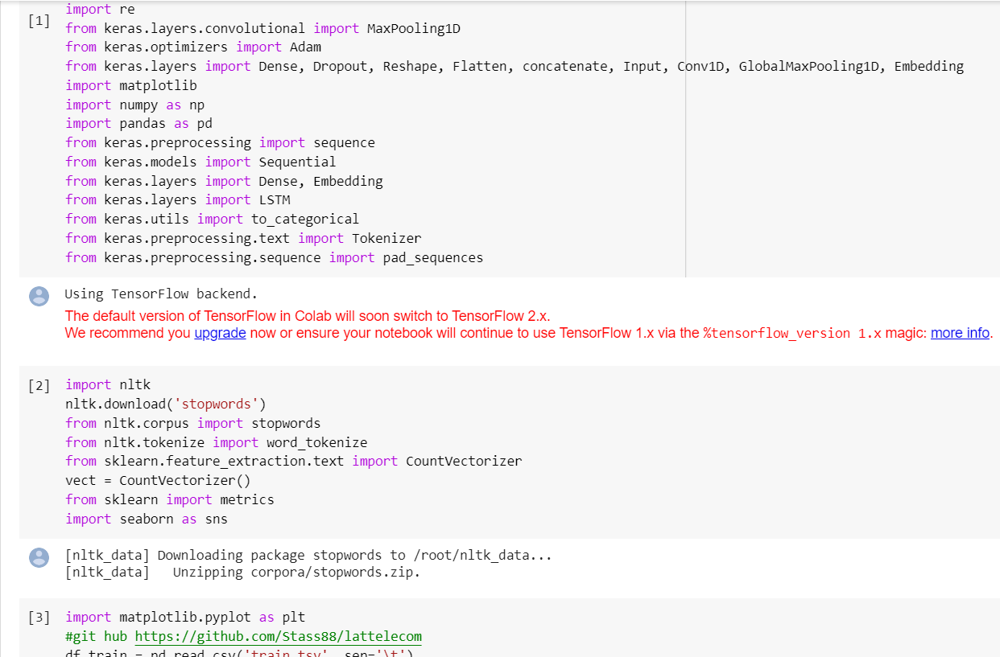 import re
[1]
from keras.layers.convolutional import MaxPooling1D
from keras.optimizers import Adam
from keras.layers import Dense, Dropout, Reshape, Flatten, concatenate, Input, Conv1D, GlobalMaxPooling1D, Embedding
import matplotlib
import numpy as np
import pandas as pd
from keras.preprocessing import sequence
from keras.models import Sequential
from keras.layers import Dense, Embedding
from keras.layers import LSTM
from keras.utils import to_categorical
from keras.preprocessing.text import Tokenizer
from keras.preprocessing.sequence import pad_sequences
Using TensorFlow backend.
The default version of TensorFlow in Colab will soon switch to TensorFlow 2.x.
We recommend you upgrade now or ensure your notebook will continue to use TensorFlow 1.x via the %tensorflow_version 1.x magic: more info.
[2] import nltk
nltk.download('stopwords')
from nltk.corpus import stopwords
from nltk.tokenize import word_tokenize
from sklearn.feature_extraction.text import CountVectorizer
vect = CountVectorizer()
from sklearn import metrics
import seaborn as sns
[nltk_data] Downloading package stopwords to /root/nltk_data...
[nltk_data]   Unzipping corpora/stopwords.zip.
[3] import matplotlib.pyplot as plt
#git hub https://github.com/Stass88/lattelecom
df_train = pd.read_csv('train.tsv', sep='\t')